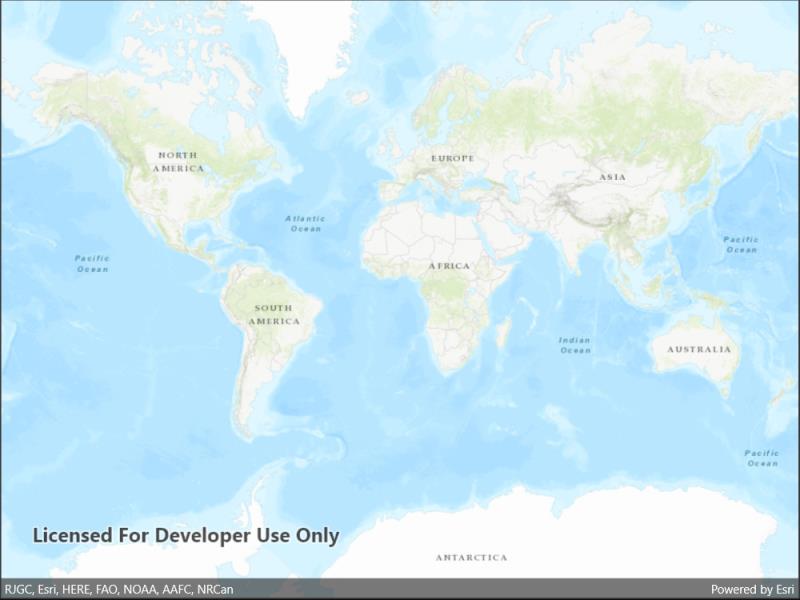 NORTH
AMERICA
EUROPE
ASIA
Atlantic
Ocean
Pacific
Ocean
Pacific
Ocean
AFRICA
SOUTH
AMERICA
Indian
Ocean
AUSTRALIA
Pacific
Ocean
Licensed For Developer Use Only
ANTARCTICA
RJGC, Esri, HERE, FAO, NOAA, AAFC, NRCan
Powered by Esri